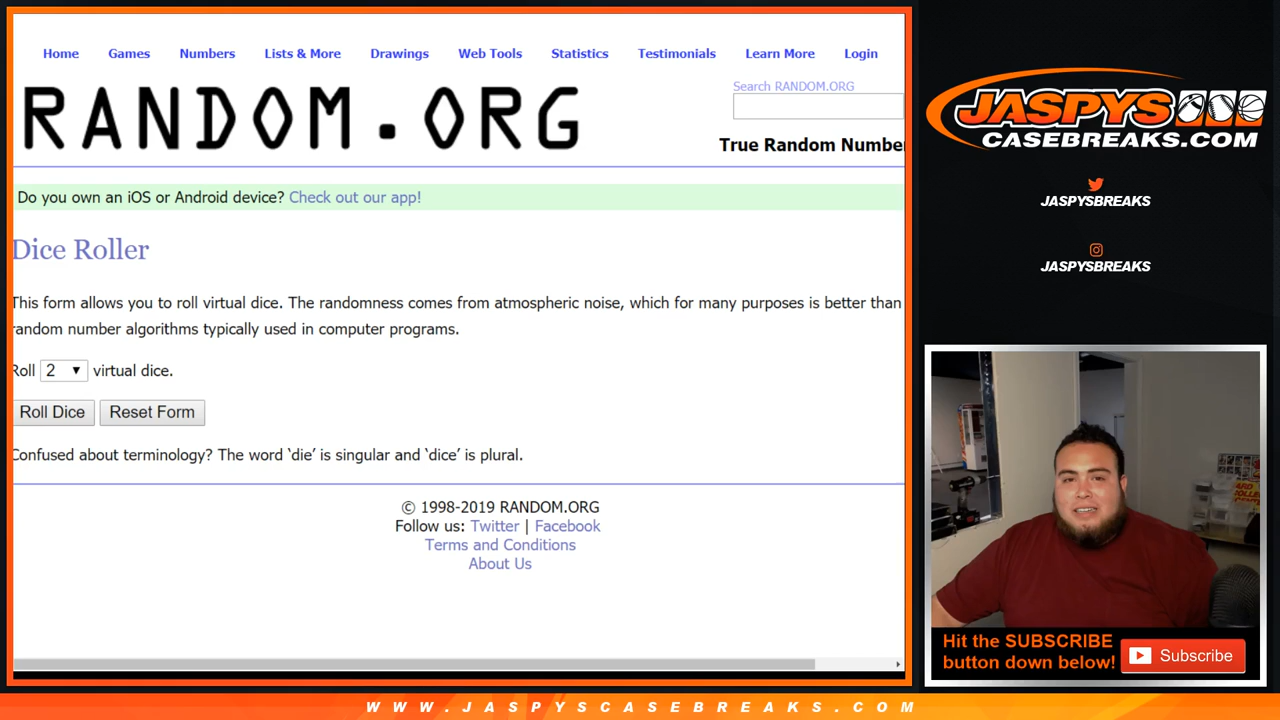 Home Games Numbers Lists & More Drawings Web Tools Statistics Testimonials Learn More Login
RANDOM.ORG
Search RANDOM.ORG
True Random Number
Do you own an iOS or Android device? Check out our app!
Dice Roller
This form allows you to roll virtual dice. The randomness comes from atmospheric noise, which for many purposes is better than
random number algorithms typically used in computer programs.
Roll 2 virtual dice.
Roll Dice Reset Form
Confused about terminology? The word ‘die’ is singular and ‘dice’ is plural.
© 1998-2019 RANDOM.ORG
Follow us: Twitter | Facebook
Terms and Conditions
About Us
JASPYS
CASEBREAKS.COM
JASPYSBREAKS
JASPYSBREAKS
Hit the SUBSCRIBE
button down below!
Subscribe
WWW.JASPYSCASEBREAKS.COM